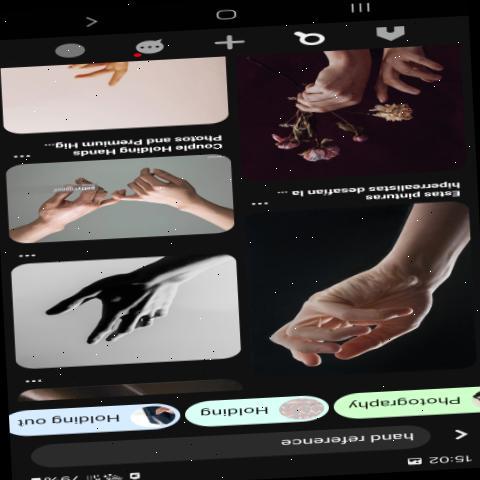 15:02
79%
hand reference
Photography
Holding
Holding out
Estas pinturas
hiperrealistas desafían la ...
Couple Holding Hands
Photos and Premium Hig...